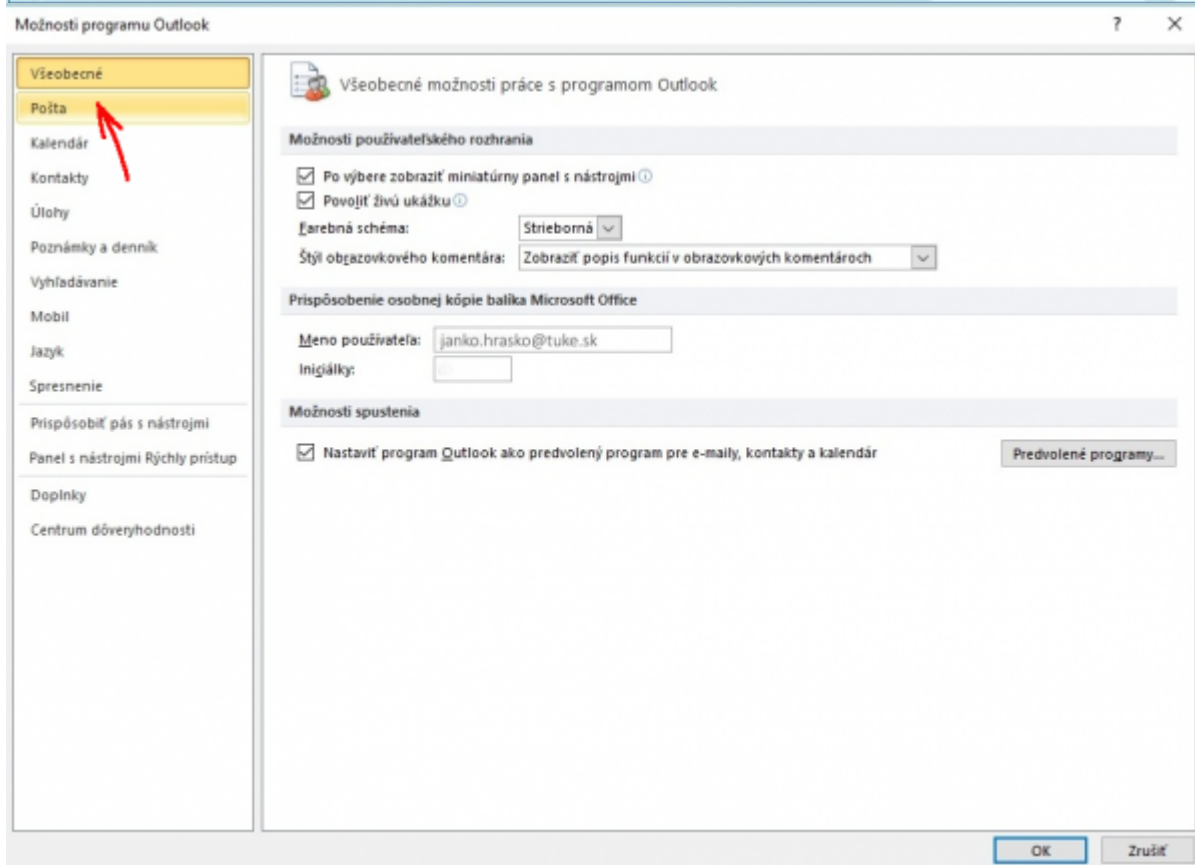 Možnosti programu Outlook
Všeobecné
Pošta
Kalendár
Kontakty
Úlohy
Poznámky a denník
Vyhľadávanie
Mobil
Jazyk
Spresnenie
Prispôsobiť pás s nástrojmi
Panel s nástrojmi Rýchly prístup
Doplnky
Centrum dôveryhodnosti
Všeobecné možnosti práce s programom Outlook
Možnosti používateľského rozhrania
Po výbere zobraziť miniatúrny panel s nástrojmi
Povoliť živú ukážku
Farebná schéma: Strieborná
Štýl obrazovkového komentára: Zobraziť popis funkcií v obrazovkových komentároch
Prispôsobenie osobnej kópie balíka Microsoft Office
Meno používateľa: janko.hrasko@tuke.sk
Iniciálky:
Možnosti spustenia
Nastaviť program Outlook ako predvolený program pre e-maily, kontakty a kalendár Predvolené programy...
OK Zrušiť